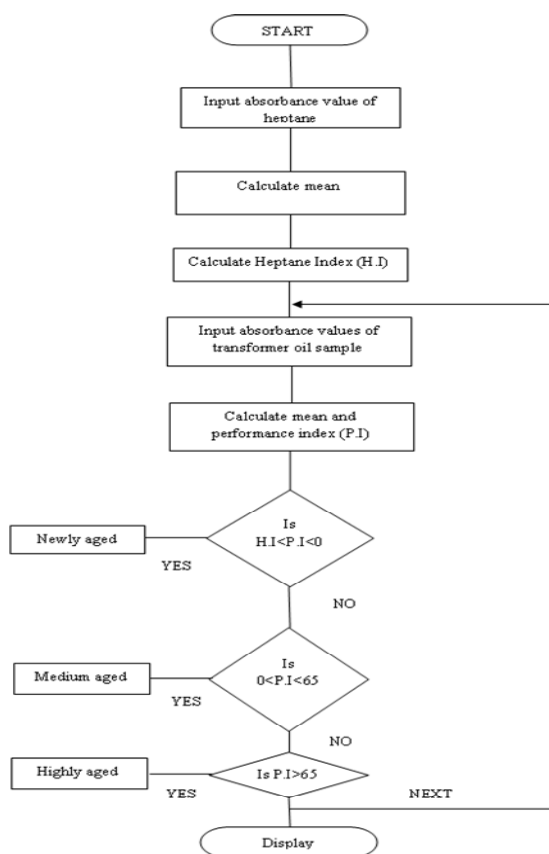 START
Input absorbance value of
heptane
Calculate mean
Calculate Heptane Index (H.I)
Input absorbance values of
transformer oil sample
Calculate mean and
performance index (P.I)
Is
H.I<P.I<0
Newly aged
YES
NO
Is
0<P.I<65
Medium aged
YES
NO
Is P.I>65
Highly aged
YES
NEXT
Display